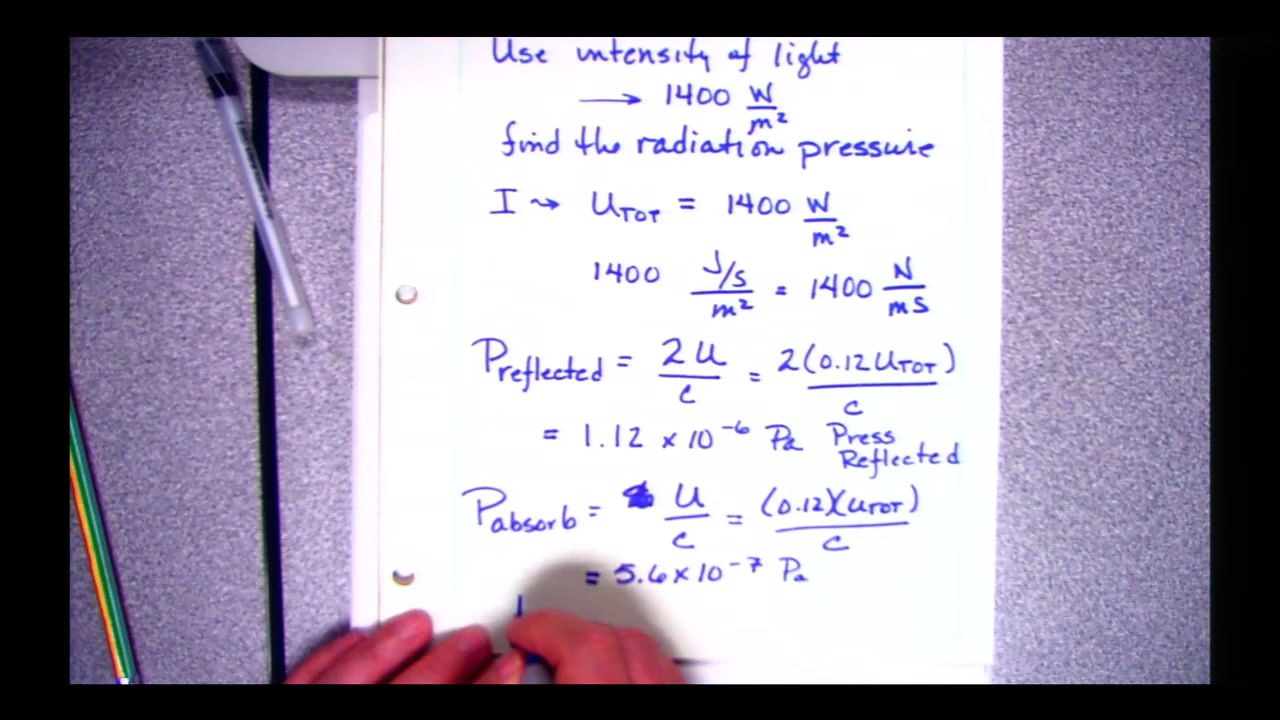 Use intensity of light
→ 1400 W/m²
find the radiation pressure
I ⇝ U_TOT = 1400 W/m²
1400 J/s/m² = 1400 N/ms
P_reflected = 2U/c = 2(0.12 U_TOT)/c
= 1.12 × 10⁻⁶ Pa Press Reflected
P_absorb = U/c = (0.12)(U_TOT)/c
= 5.6 × 10⁻⁷ Pa